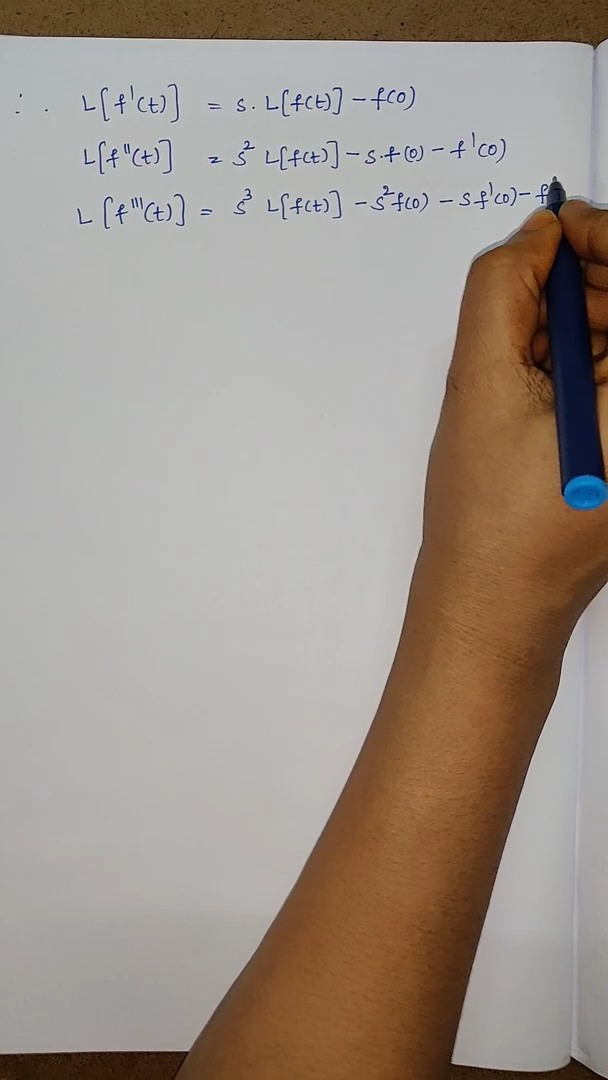 ∴ L[f'(t)] = s. L[f(t)] - f(0)
L[f''(t)] = s² L[f(t)] - s.f(0) - f'(0)
L[f'''(t)] = s³ L[f(t)] - s²f(0) - sf'(0) - f